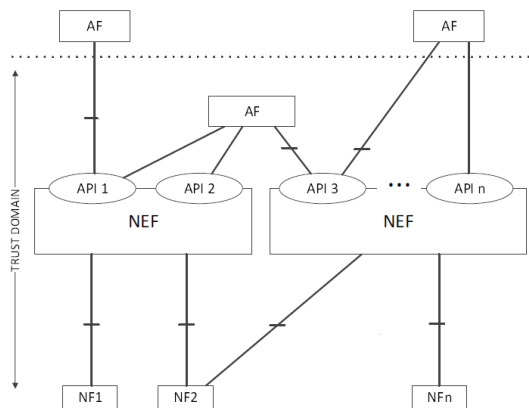 AF
AF
AF
API 1
API 2
API 3
•••
API n
NEF
NEF
TRUST DOMAIN
NF1
NF2
NFn